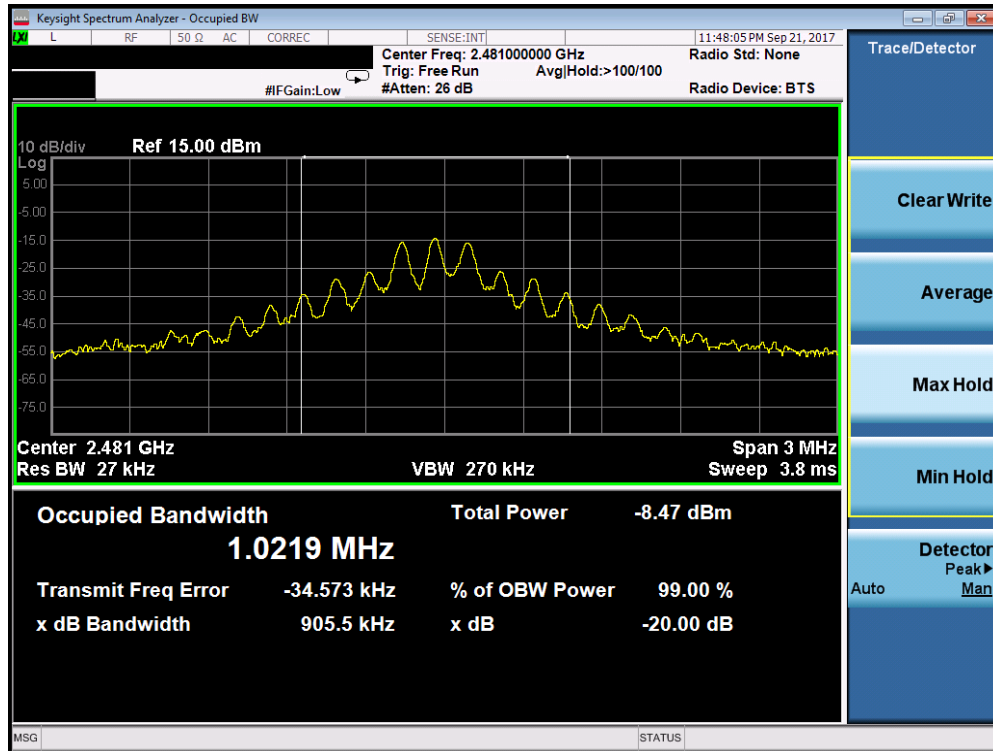 Keysight Spectrum Analyzer - Occupied BW
LXI L RF 50 Ω AC CORREC SENSE:INT 11:48:05 PM Sep 21, 2017
Center Freq: 2.481000000 GHz Radio Std: None
Trig: Free Run Avg|Hold:>100/100
#IFGain:Low #Atten: 26 dB Radio Device: BTS
10 dB/div Ref 15.00 dBm
Log
5.00
-5.00
-15.0
-25.0
-35.0
-45.0
-55.0
-65.0
-75.0
Center 2.481 GHz Span 3 MHz
Res BW 27 kHz VBW 270 kHz Sweep 3.8 ms
Occupied Bandwidth Total Power -8.47 dBm
1.0219 MHz
Transmit Freq Error -34.573 kHz % of OBW Power 99.00 %
x dB Bandwidth 905.5 kHz x dB -20.00 dB
MSG STATUS
Trace/Detector
Clear Write
Average
Max Hold
Min Hold
Detector
Peak▶
Auto Man